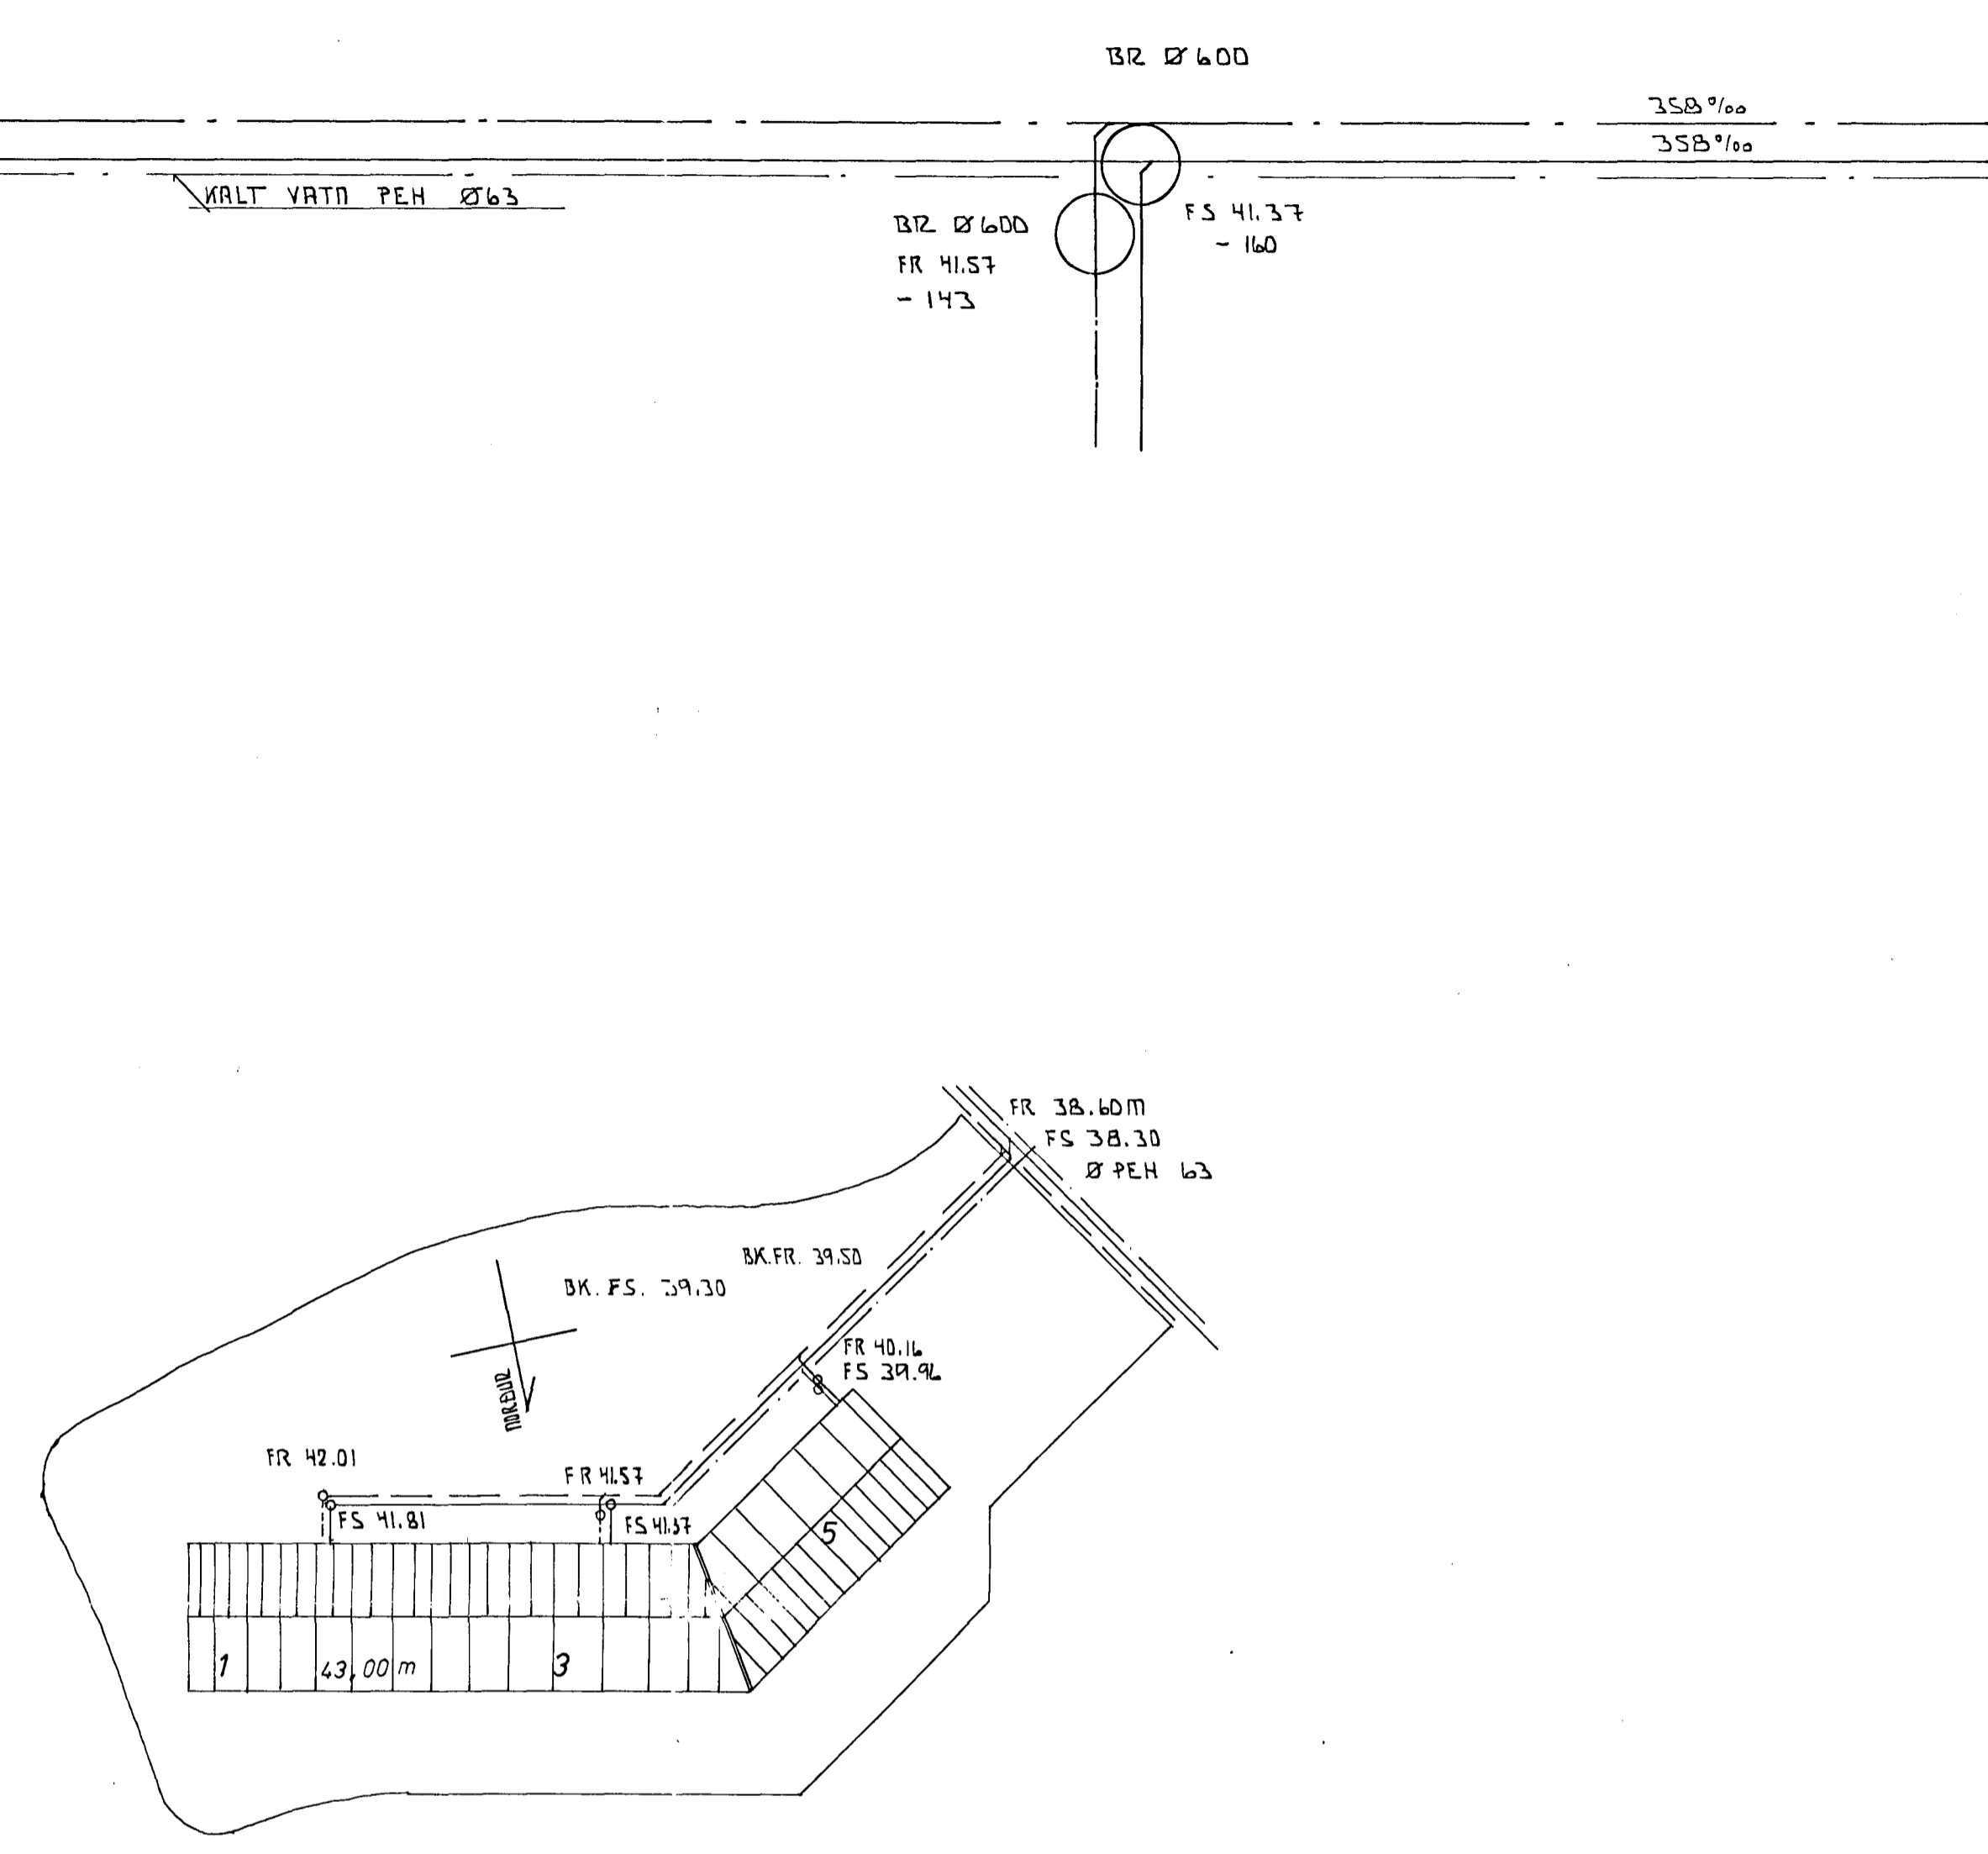 BR Ø 600
358 ‰
358 ‰
KALT VATN PEH Ø63
FS 41.37
- 160
BR Ø 600
FR 41.57
- 143
FR 38.60M
FS 38.30
Ø PEH 63
BK.FR. 39.50
BK. FS. 39.30
FR 40.16
FS 39.96
NORÐUR
FR 42.01
FR 41.57
FS 41.81
FS 41.37
5
1
43,00 m
3